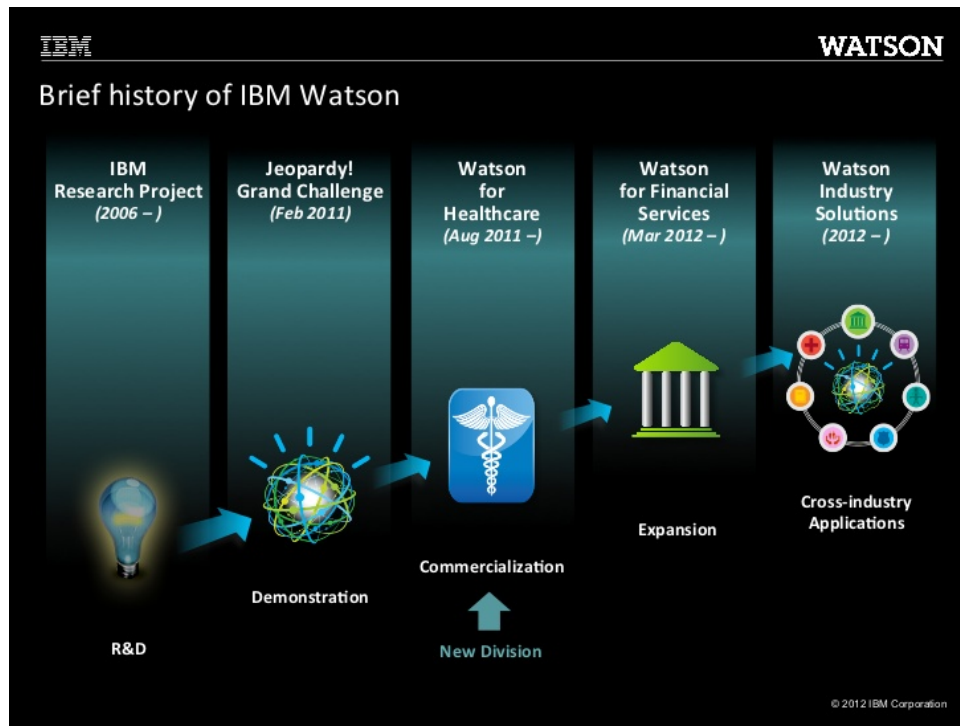 IBM
WATSON
Brief history of IBM Watson
IBM
Research Project
(2006 – )
Jeopardy!
Grand Challenge
(Feb 2011)
Watson
for
Healthcare
(Aug 2011 –)
Watson
for Financial
Services
(Mar 2012 – )
Watson
Industry
Solutions
(2012 – )
R&D
Demonstration
Commercialization
New Division
Expansion
Cross-industry
Applications
© 2012 IBM Corporation